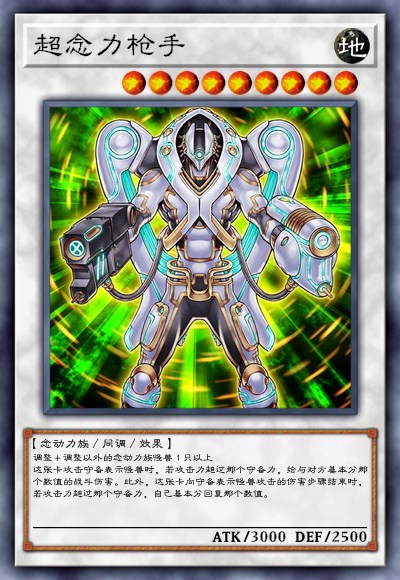 超念力枪手
地
【念动力族／同调／效果】
调整＋调整以外的念动力族怪兽１只以上
这张卡攻击守备表示怪兽时，若攻击力超过那个守备力，给与对方基本分那
个数值的战斗伤害。此外，这张卡向守备表示怪兽攻击的伤害步骤结束时，
若攻击力超过那个守备力，自己基本分回复那个数值。
ATK/3000 DEF/2500